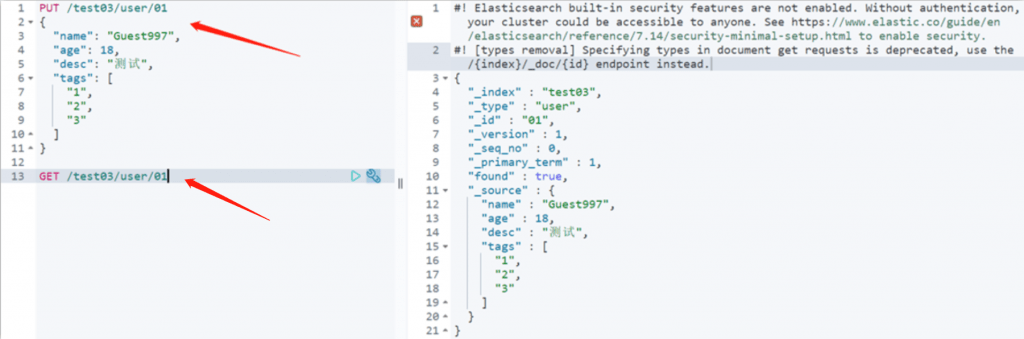 1 PUT /test03/user/01
2 {
3 "name": "Guest997",
4 "age": 18,
5 "desc": "测试",
6 "tags": [
7 "1",
8 "2",
9 "3"
10 ]
11 }
12
13 GET /test03/user/01
1 #! Elasticsearch built-in security features are not enabled. Without authentication,
your cluster could be accessible to anyone. See https://www.elastic.co/guide/en
/elasticsearch/reference/7.14/security-minimal-setup.html to enable security.
2 #! [types removal] Specifying types in document get requests is deprecated, use the
/{index}/_doc/{id} endpoint instead.
3 {
4 "_index" : "test03",
5 "_type" : "user",
6 "_id" : "01",
7 "_version" : 1,
8 "_seq_no" : 0,
9 "_primary_term" : 1,
10 "found" : true,
11 "_source" : {
12 "name" : "Guest997",
13 "age" : 18,
14 "desc" : "测试",
15 "tags" : [
16 "1",
17 "2",
18 "3"
19 ]
20 }
21 }